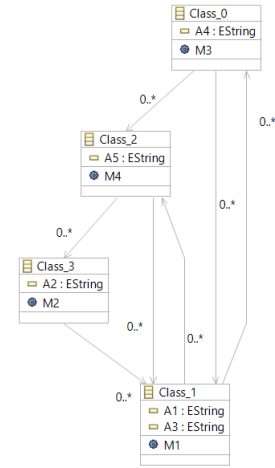 Class_0
A4 : EString
M3
0..*
0..*
Class_2
A5 : EString
M4
0..*
0..*
Class_3
A2 : EString
M2
0..*
0..*
0..*
Class_1
A1 : EString
A3 : EString
M1